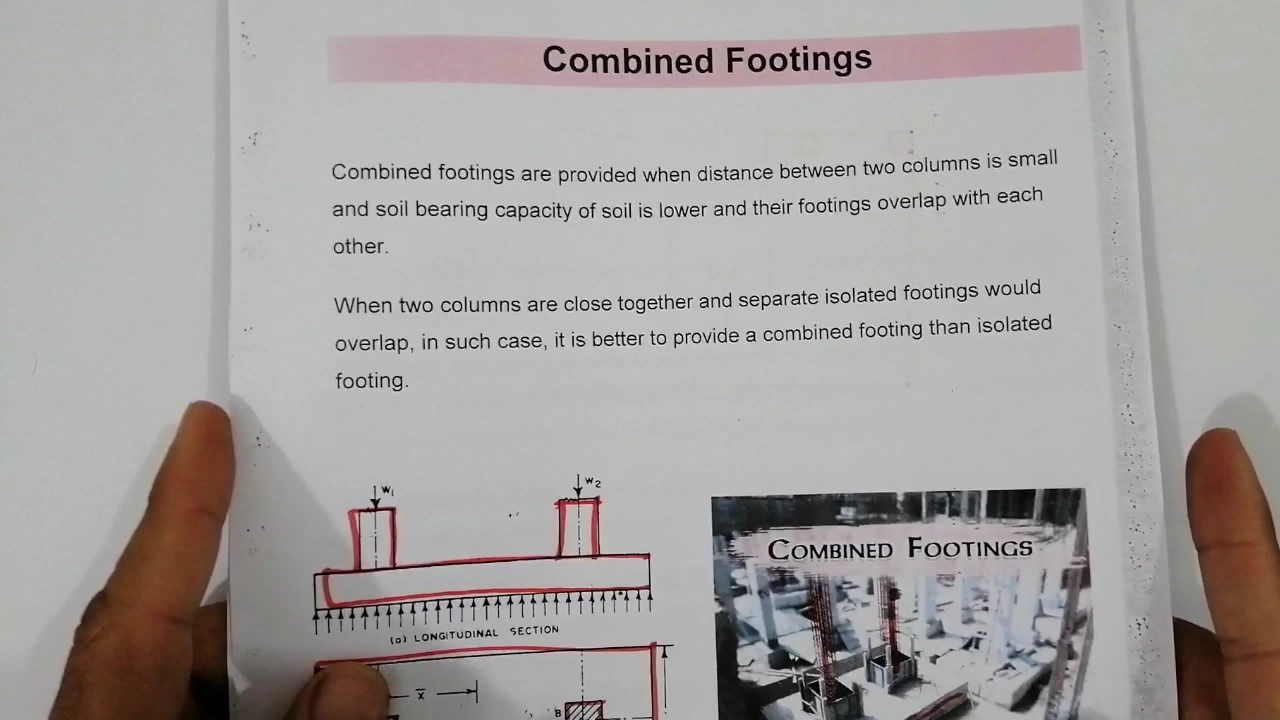 Combined Footings
Combined footings are provided when distance between two columns is small
and soil bearing capacity of soil is lower and their footings overlap with each
other.
When two columns are close together and separate isolated footings would
overlap, in such case, it is better to provide a combined footing than isolated
footing.
W1
W2
COMBINED FOOTINGS
(a) LONGITUDINAL SECTION
x̄
B